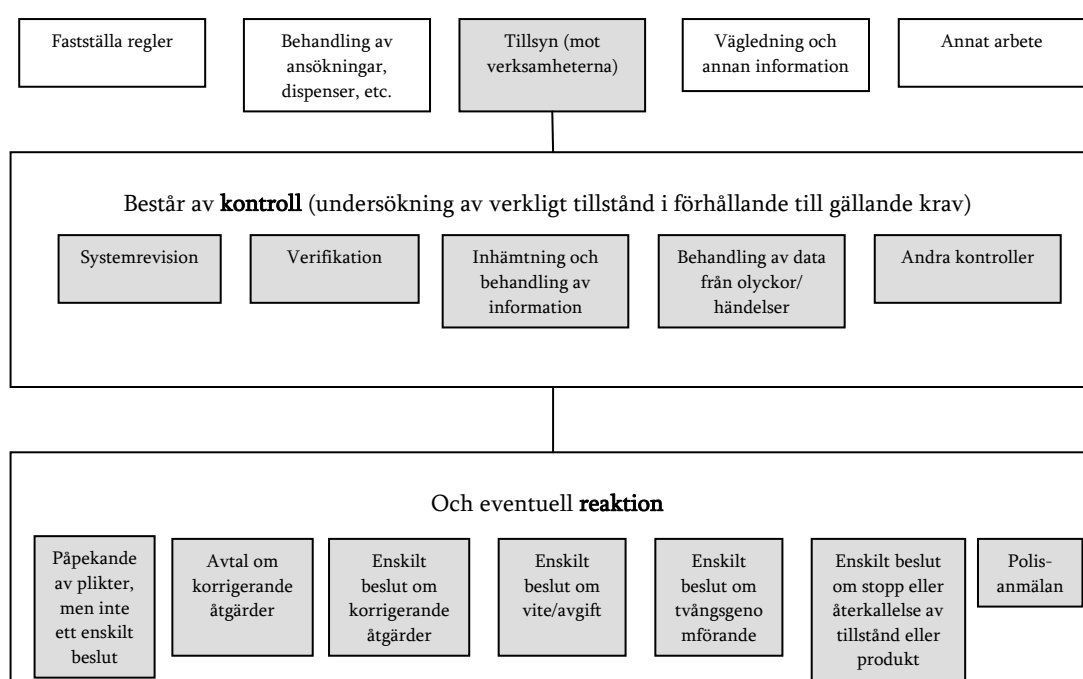 Fastställa regler
Behandling av
ansökningar,
dispenser, etc.
Tillsyn (mot
verksamheterna)
Vägledning och
annan information
Annat arbete
Består av kontroll (undersökning av verkligt tillstånd i förhållande till gällande krav)
Systemrevision
Verifikation
Inhämtning och
behandling av
information
Behandling av data
från olyckor/
händelser
Andra kontroller
Och eventuell reaktion
Påpekande
av plikter,
men inte
ett enskilt
beslut
Avtal om
korrigerande
åtgärder
Enskilt
beslut om
korrigerande
åtgärder
Enskilt
beslut om
vite/avgift
Enskilt
beslut om
tvångsgeno
mförande
Enskilt beslut
om stopp eller
återkallelse av
tillstånd eller
produkt
Polis-
anmälan